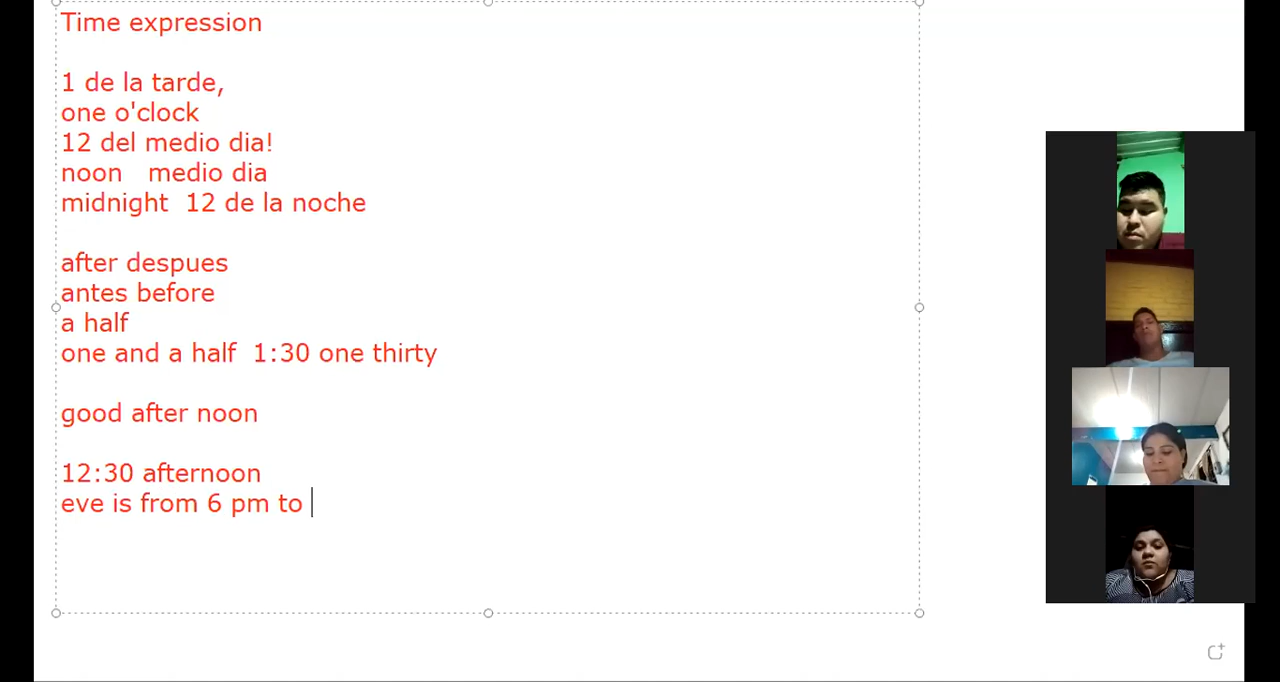 Time expression
1 de la tarde,
one o'clock
12 del medio dia!
noon medio dia
midnight 12 de la noche
after despues
antes before
a half
one and a half 1:30 one thirty
good after noon
12:30 afternoon
eve is from 6 pm to